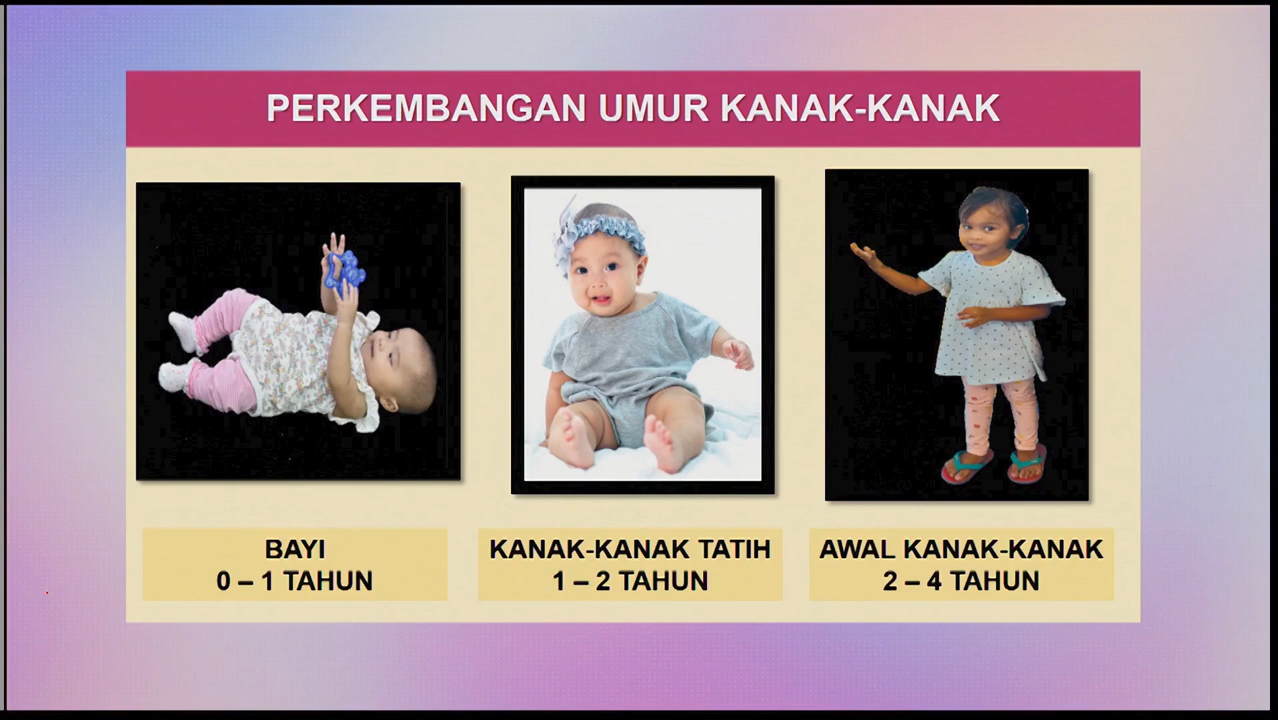 PERKEMBANGAN UMUR KANAK-KANAK
BAYI
0 – 1 TAHUN
KANAK-KANAK TATIH
1 – 2 TAHUN
AWAL KANAK-KANAK
2 – 4 TAHUN